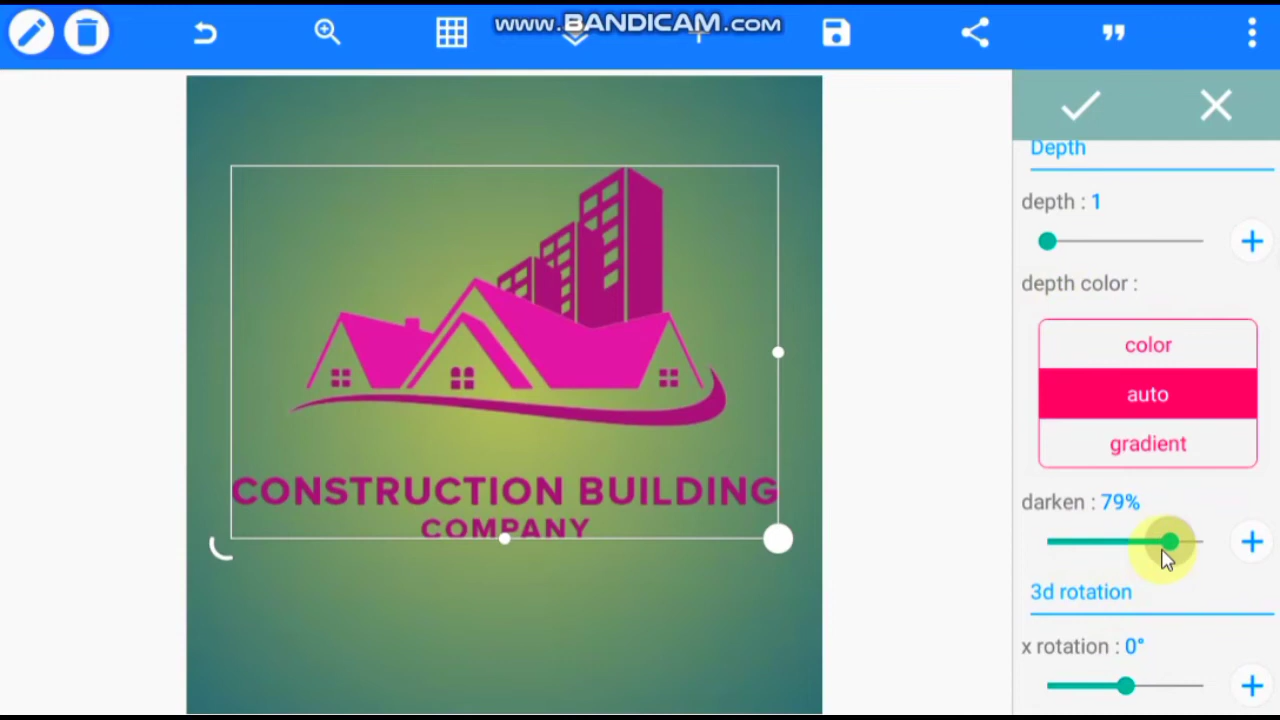 www.BANDICAM.com
Depth
depth : 1
depth color :
color
auto
gradient
darken : 79%
3d rotation
x rotation : 0°
CONSTRUCTION BUILDING
COMPANY